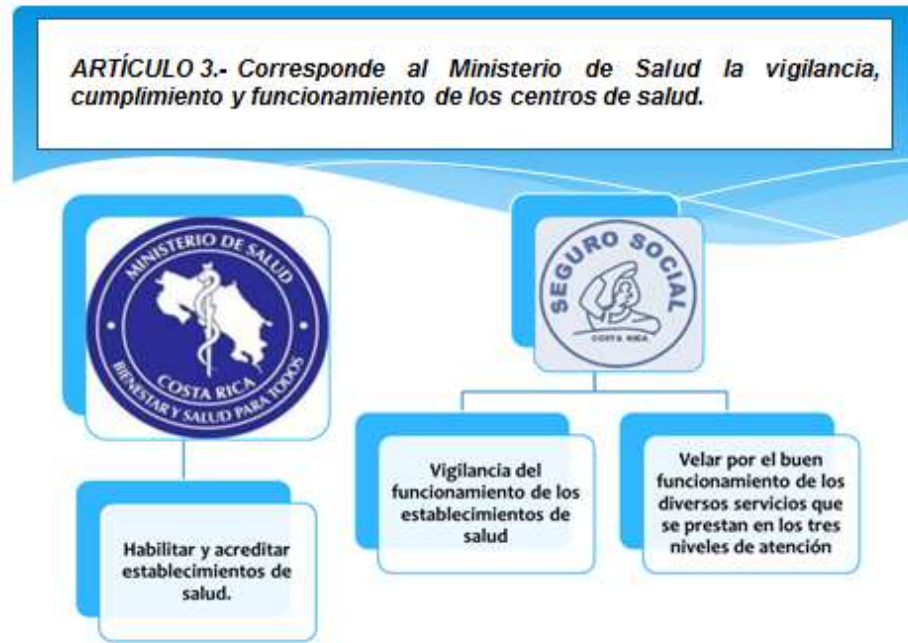 ARTÍCULO 3.- Corresponde al Ministerio de Salud la vigilancia,
cumplimiento y funcionamiento de los centros de salud.
MINISTERIO DE SALUD
COSTA RICA
BIENESTAR Y SALUD PARA TODOS
SEGURO SOCIAL
COSTA RICA
Habilitar y acreditar
establecimientos de
salud.
Vigilancia del
funcionamiento de los
establecimientos de
salud
Velar por el buen
funcionamiento de los
diversos servicios que
se prestan en los tres
niveles de atención